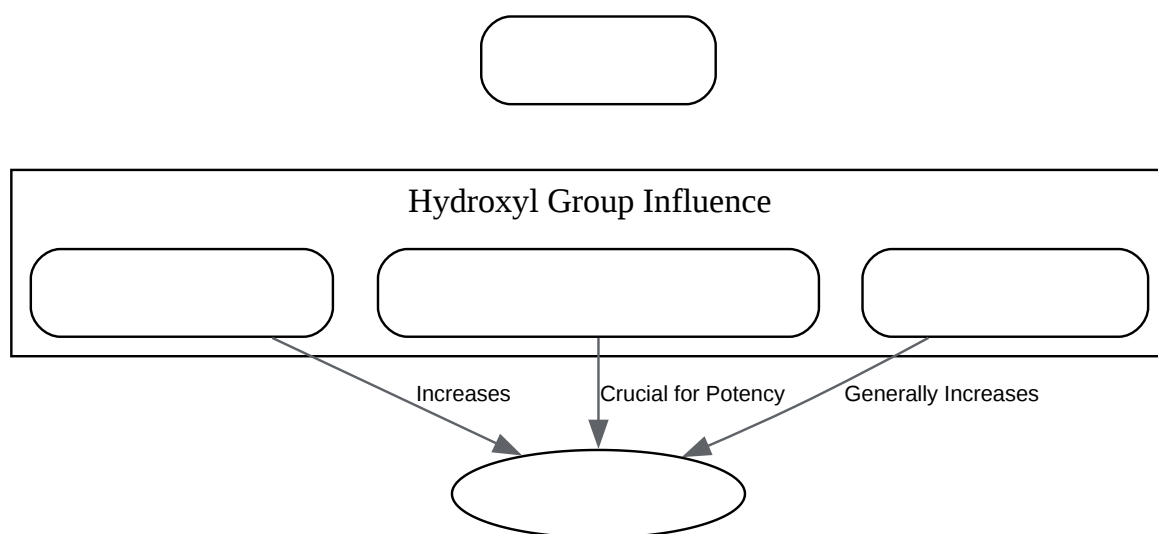 Hydroxyl Group Influence
Increases
Crucial for Potency
Generally Increases